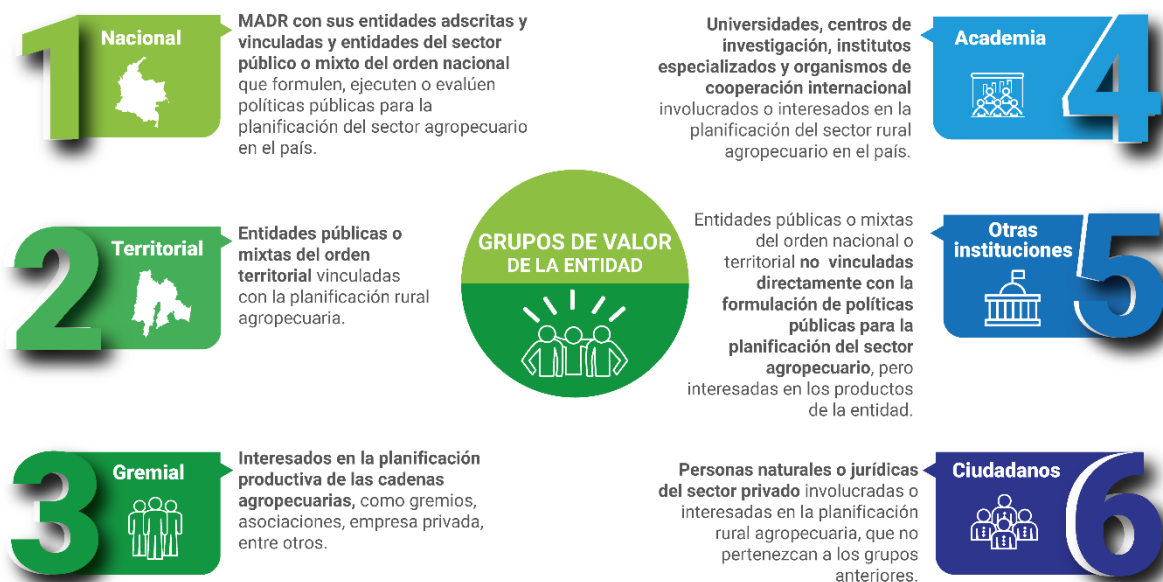 1
Nacional
MADR con sus entidades adscritas y
vinculadas y entidades del sector
público o mixto del orden nacional
que formulen, ejecuten o evalúen
políticas públicas para la
planificación del sector agropecuario
en el país.
2
Territorial
Entidades públicas o
mixtas del orden
territorial vinculadas
con la planificación rural
agropecuaria.
3
Gremial
Interesados en la planificación
productiva de las cadenas
agropecuarias, como gremios,
asociaciones, empresa privada,
entre otros.
GRUPOS DE VALOR
DE LA ENTIDAD
Universidades, centros de
investigación, institutos
especializados y organismos de
cooperación internacional
involucrados o interesados en la
planificación del sector rural
agropecuario en el país.
Academia
4
Entidades públicas o mixtas
del orden nacional o
territorial no vinculadas
directamente con la
formulación de políticas
públicas para la
planificación del sector
agropecuario, pero
interesadas en los productos
de la entidad.
Otras
instituciones
5
Personas naturales o jurídicas
del sector privado involucradas o
interesadas en la planificación
rural agropecuaria, que no
pertenezcan a los grupos
anteriores.
Ciudadanos
6